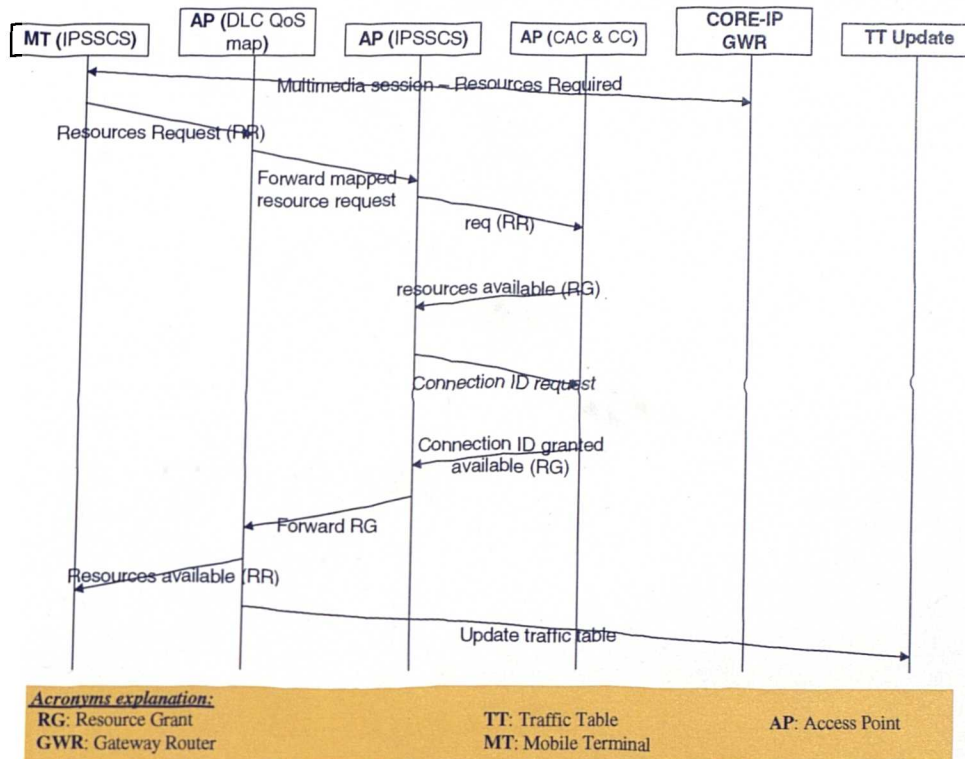 MT (IPSSCS)
AP (DLC QoS
map)
AP (IPSSCS)
AP (CAC & CC)
CORE-IP
GWR
TT Update
Multimedia session – Resources Required
Resources Request (RR)
Forward mapped
resource request
req (RR)
resources available (RG)
Connection ID request
Connection ID granted
available (RG)
Forward RG
Resources available (RR)
Update traffic table
Acronyms explanation:
RG: Resource Grant
TT: Traffic Table
AP: Access Point
GWR: Gateway Router
MT: Mobile Terminal